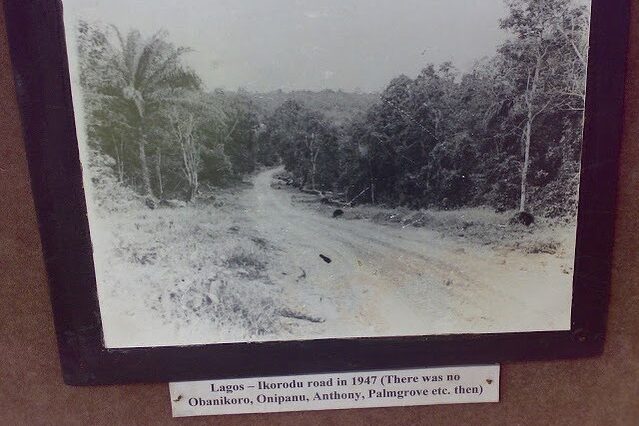 Lagos – Ikorodu road in 1947 (There was no
Obanikoro, Onipanu, Anthony, Palmgrove etc. then)